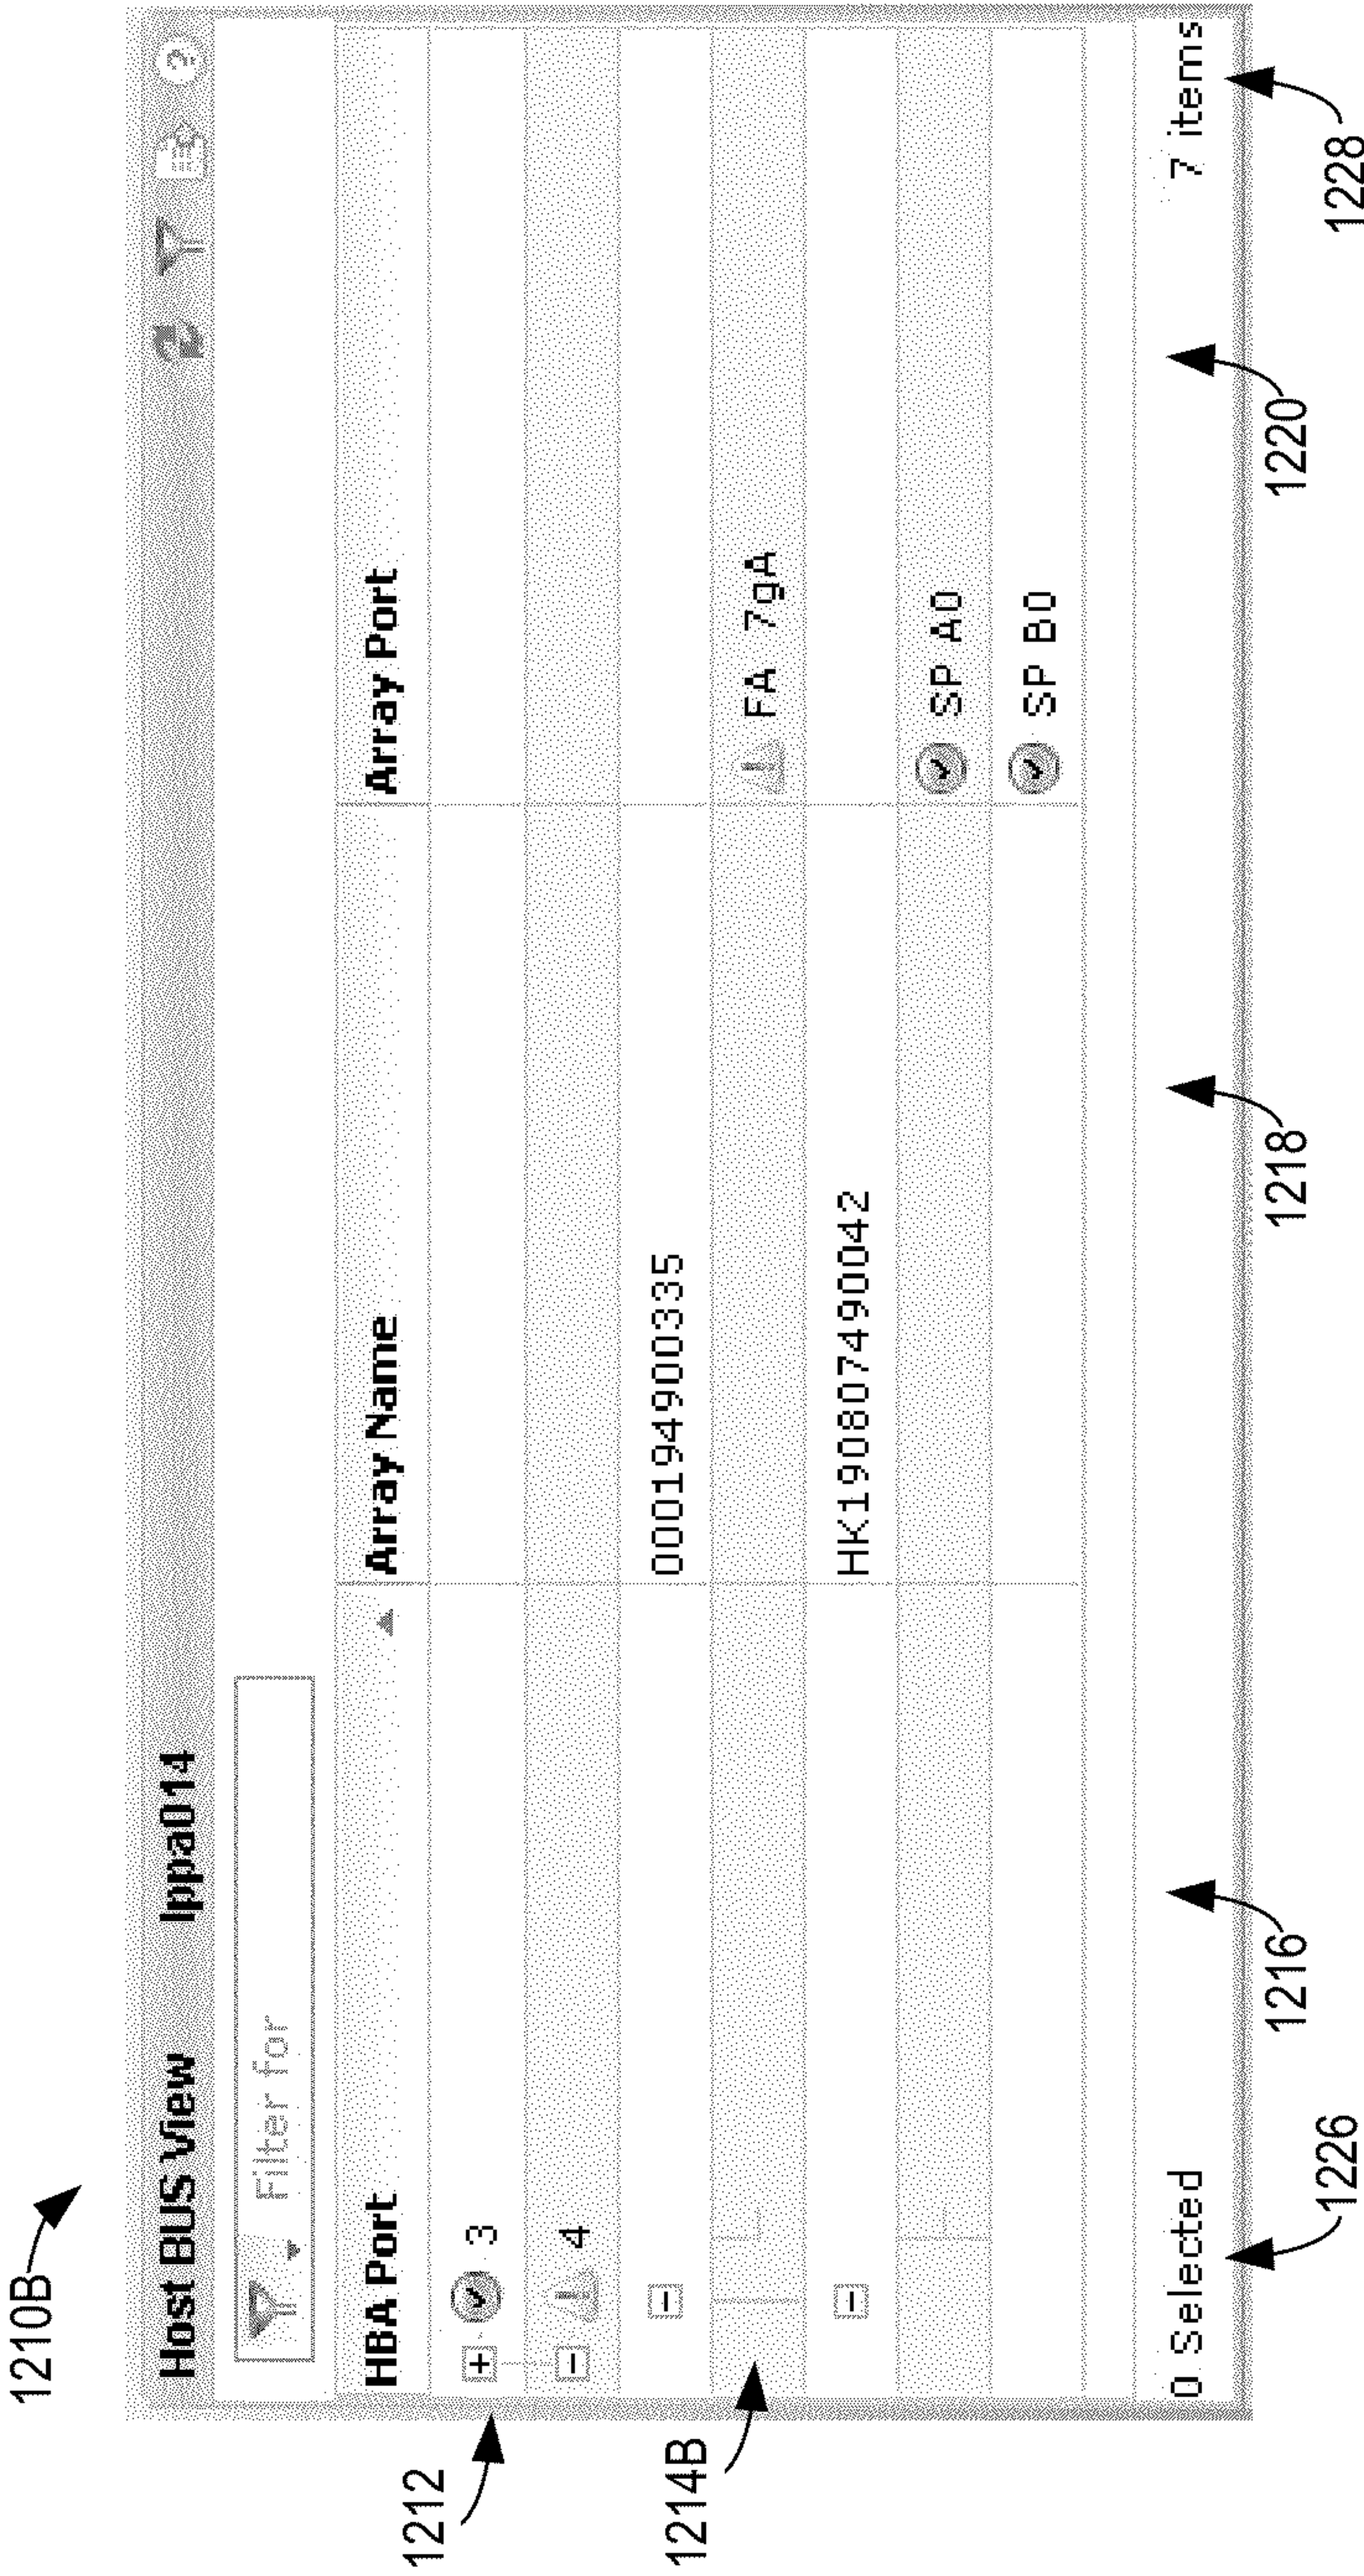 1210B
Host BUS View lppa014
?
Filter for
HBA Port Array Name Array Port
1212
+ 3
- 4
- 000194900335
1214B
FA 7gA
- HK190807490042
SP A0
SP B0
0 Selected 7 items
1226
1216
1218
1220
1228